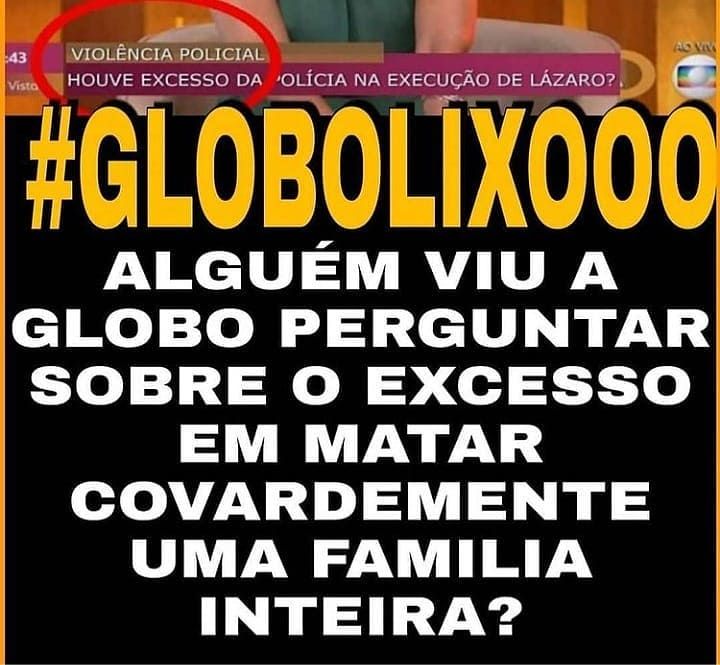 :43
VIOLÊNCIA POLICIAL
AO VIVO
Visto
HOUVE EXCESSO DA POLÍCIA NA EXECUÇÃO DE LÁZARO?
#GLOBOLIXOOO
ALGUÉM VIU A
GLOBO PERGUNTAR
SOBRE O EXCESSO
EM MATAR
COVARDEMENTE
UMA FAMILIA
INTEIRA?